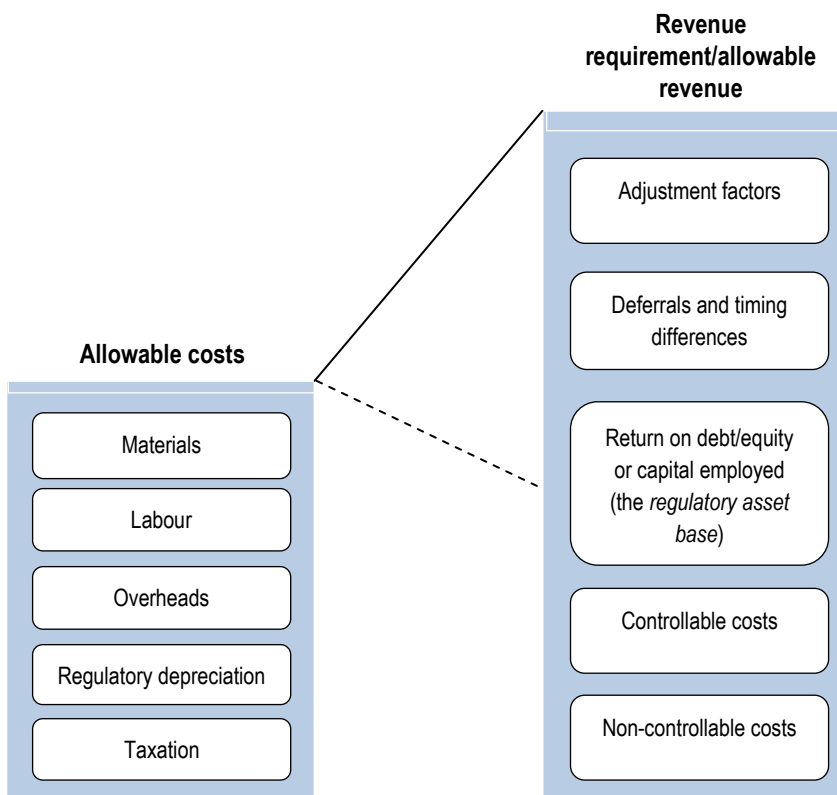 Revenue
requirement/allowable
revenue
Adjustment factors
Deferrals and timing
differences
Allowable costs
Return on debt/equity
or capital employed
(the regulatory asset
base)
Materials
Labour
Overheads
Controllable costs
Regulatory depreciation
Non-controllable costs
Taxation